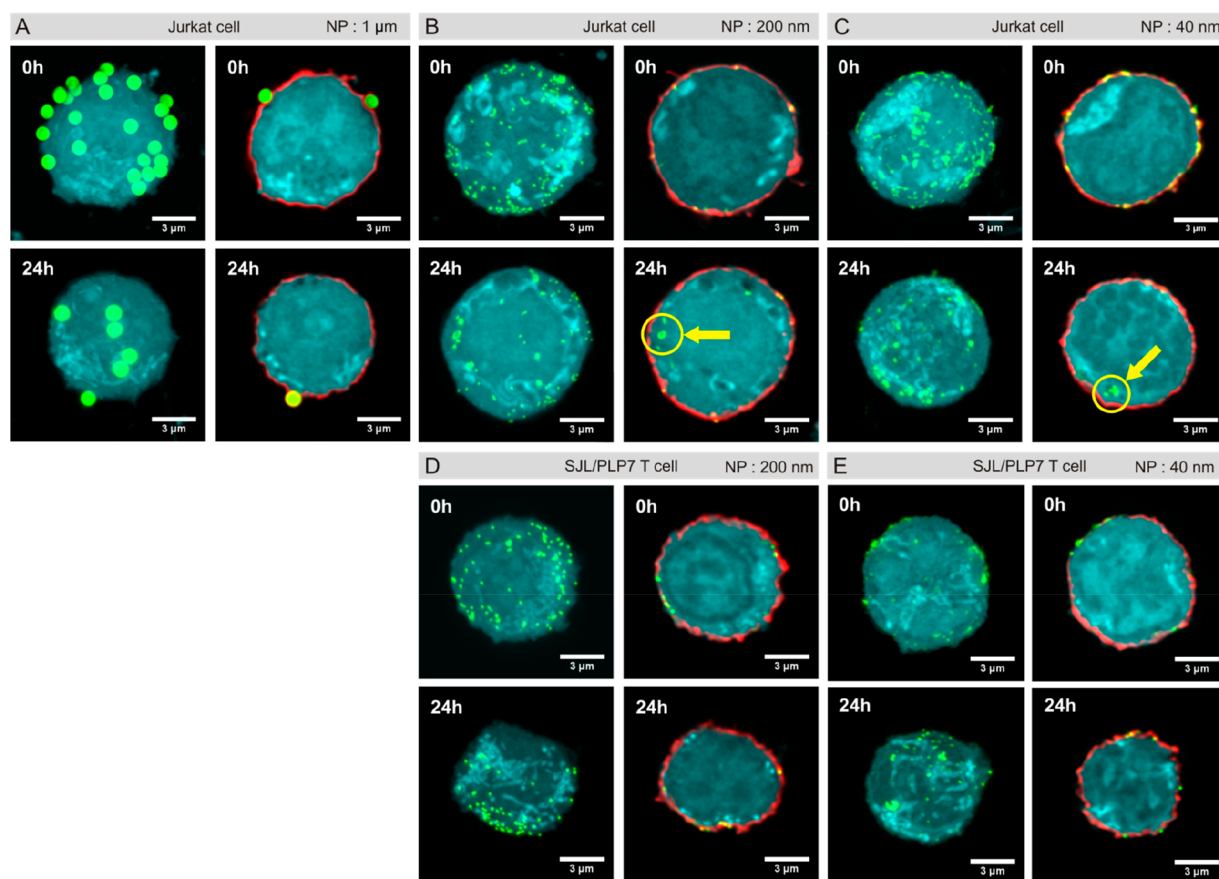 A Jurkat cell NP : 1 µm
B Jurkat cell NP : 200 nm
C Jurkat cell NP : 40 nm
0h
3 µm
0h
3 µm
0h
3 µm
0h
3 µm
0h
3 µm
0h
3 µm
24h
3 µm
24h
3 µm
24h
3 µm
24h
3 µm
24h
3 µm
24h
3 µm
D SJL/PLP7 T cell NP : 200 nm
E SJL/PLP7 T cell NP : 40 nm
0h
3 µm
0h
3 µm
0h
3 µm
0h
3 µm
24h
3 µm
24h
3 µm
24h
3 µm
24h
3 µm